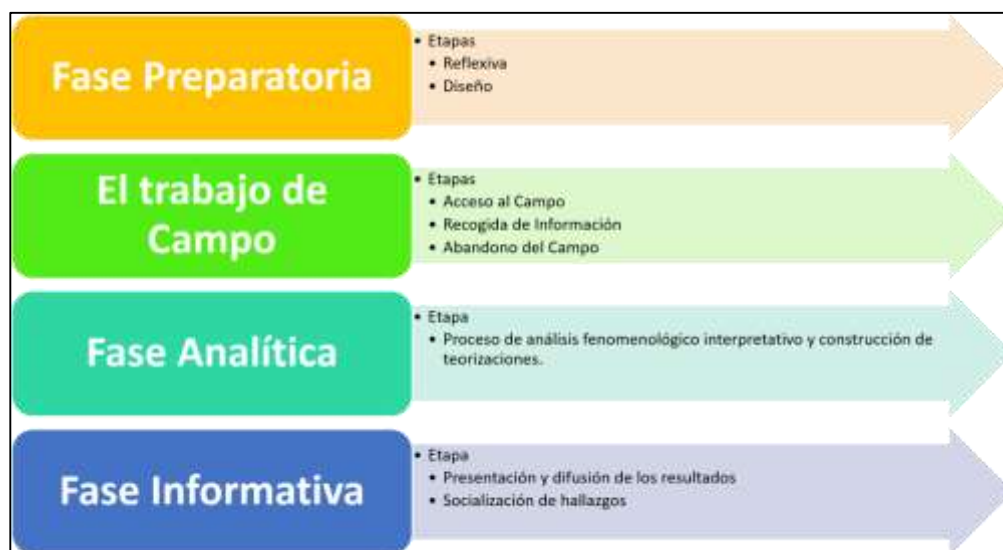 Fase Preparatoria
• Etapas
• Reflexiva
• Diseño
El trabajo de
Campo
• Etapas
• Acceso al Campo
• Recogida de Información
• Abandono del Campo
Fase Analítica
• Etapa
• Proceso de análisis fenomenológico interpretativo y construcción de
teorizaciones.
Fase Informativa
• Etapa
• Presentación y difusión de los resultados
• Socialización de hallazgos